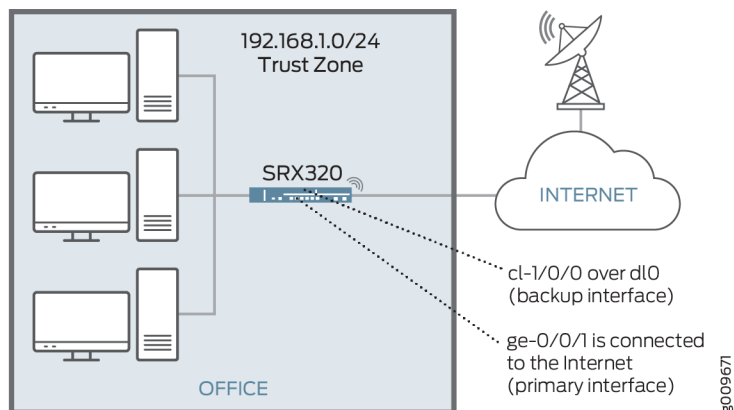 192.168.1.0/24
Trust Zone
SRX320
INTERNET
cl-1/0/0 over dl0
(backup interface)
ge-0/0/1 is connected
to the Internet
(primary interface)
OFFICE
g009671